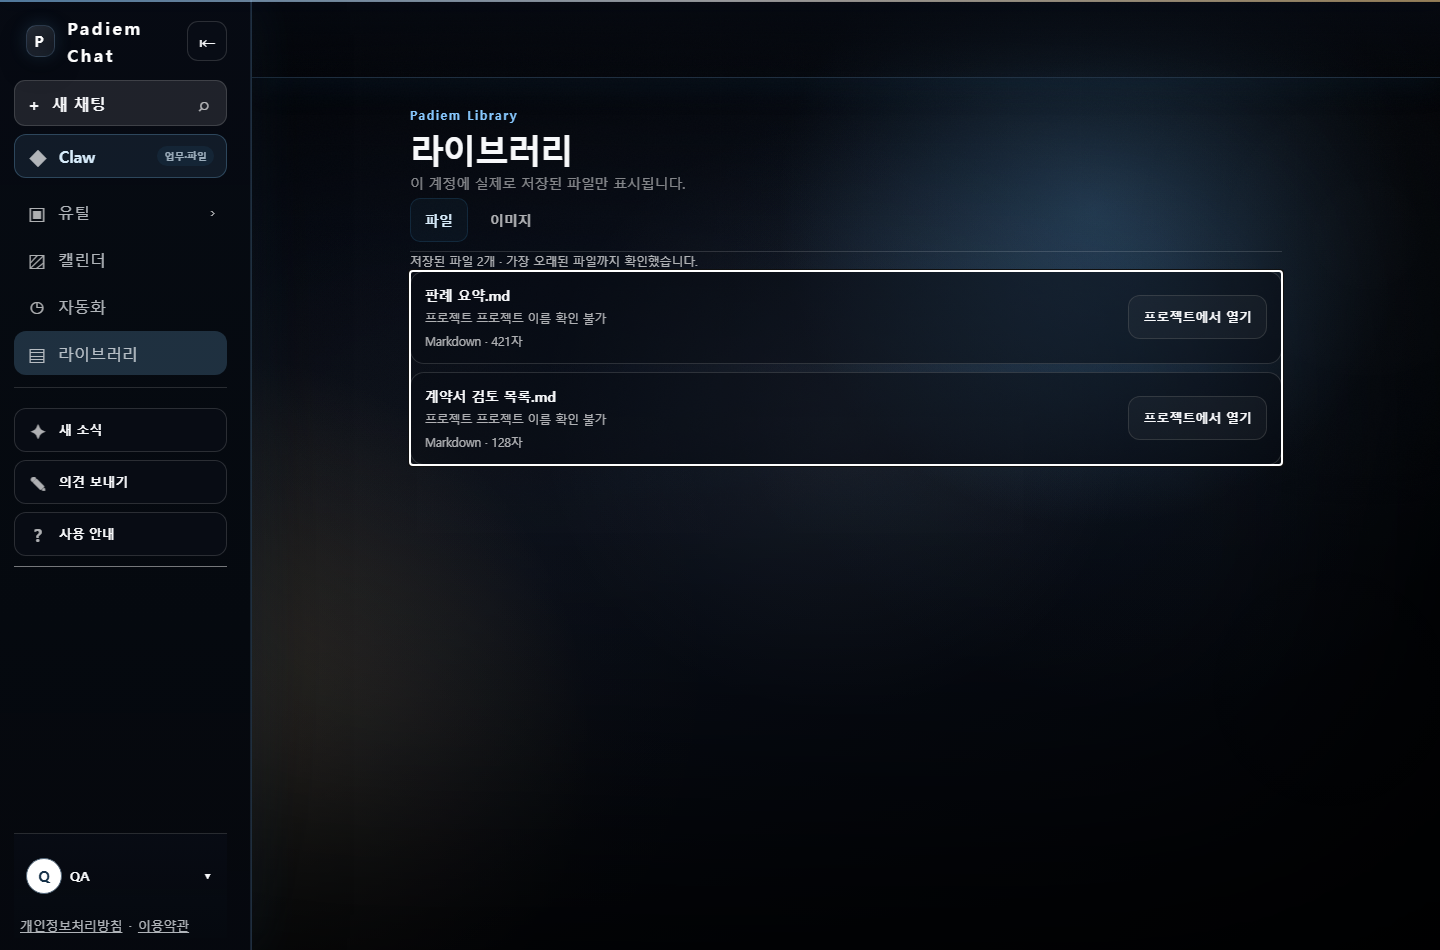 P
Padiem
Chat
+ 새 채팅
Claw
업무·파일
유틸
캘린더
자동화
라이브러리
새 소식
의견 보내기
? 사용 안내
Q QA
개인정보처리방침 · 이용약관
Padiem Library
라이브러리
이 계정에 실제로 저장된 파일만 표시됩니다.
파일 이미지
저장된 파일 2개 · 가장 오래된 파일까지 확인했습니다.
판례 요약.md
프로젝트 프로젝트 이름 확인 불가
Markdown · 421자
프로젝트에서 열기
계약서 검토 목록.md
프로젝트 프로젝트 이름 확인 불가
Markdown · 128자
프로젝트에서 열기